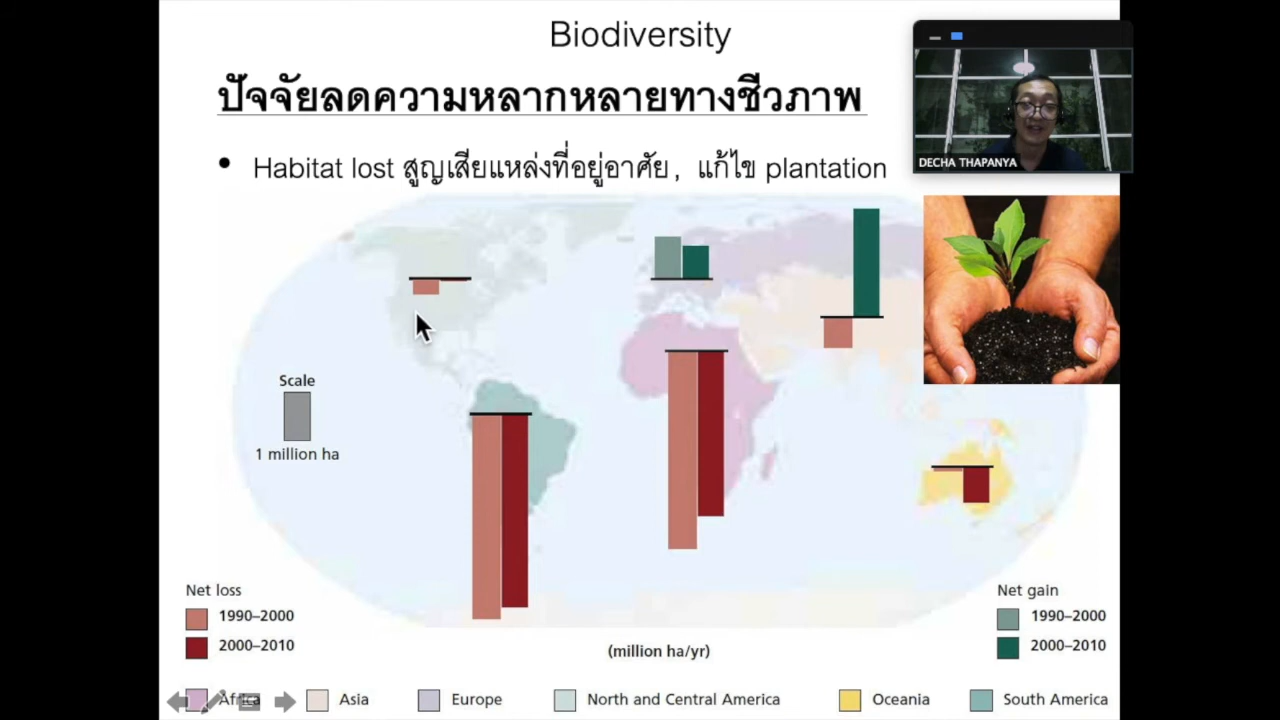 Biodiversity
ปัจจัยลดความหลากหลายทางชีวภาพ
DECHA THAPANYA
• Habitat lost สูญเสียแหล่งที่อยู่อาศัย, แก้ไข plantation
Scale
1 million ha
Net loss
1990–2000
2000–2010
(million ha/yr)
Net gain
1990–2000
2000–2010
Africa
Asia
Europe
North and Central America
Oceania
South America